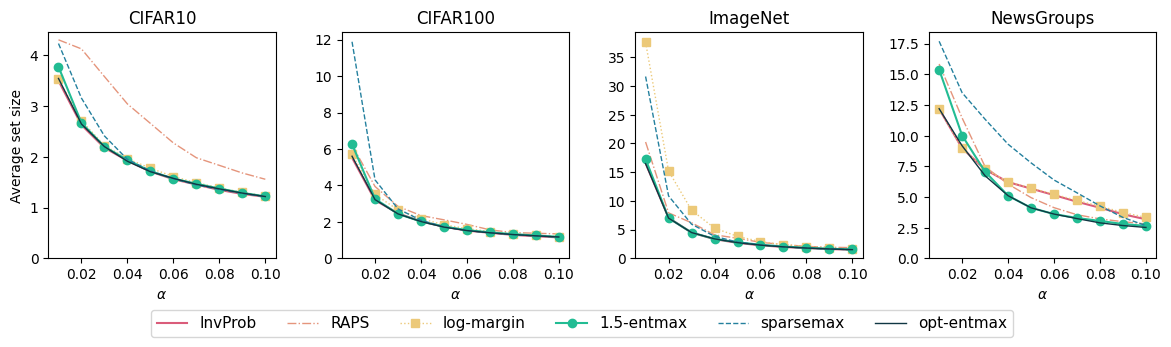 CIFAR10
CIFAR100
ImageNet
NewsGroups
Average set size
0
1
2
3
4
0.02 0.04 0.06 0.08 0.10
α
0
2
4
6
8
10
12
0.02 0.04 0.06 0.08 0.10
α
0
5
10
15
20
25
30
35
0.02 0.04 0.06 0.08 0.10
α
0.0
2.5
5.0
7.5
10.0
12.5
15.0
17.5
0.02 0.04 0.06 0.08 0.10
α
InvProb RAPS log-margin 1.5-entmax sparsemax opt-entmax